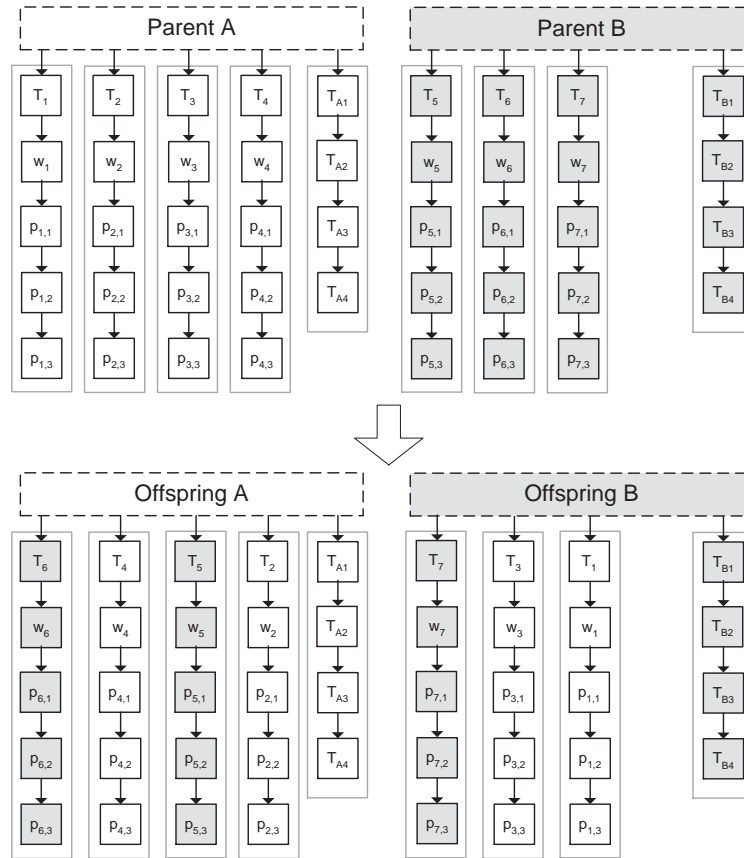 Parent A Parent B
T1 T2 T3 T4 TA1 T5 T6 T7 TB1
w1 w2 w3 w4 TA2 w5 w6 w7 TB2
p1,1 p2,1 p3,1 p4,1 TA3 p5,1 p6,1 p7,1 TB3
p1,2 p2,2 p3,2 p4,2 TA4 p5,2 p6,2 p7,2 TB4
p1,3 p2,3 p3,3 p4,3 p5,3 p6,3 p7,3
Offspring A Offspring B
T6 T4 T5 T2 TA1 T7 T3 T1 TB1
w6 w4 w5 w2 TA2 w7 w3 w1 TB2
p6,1 p4,1 p5,1 p2,1 TA3 p7,1 p3,1 p1,1 TB3
p6,2 p4,2 p5,2 p2,2 TA4 p7,2 p3,2 p1,2 TB4
p6,3 p4,3 p5,3 p2,3 p7,3 p3,3 p1,3